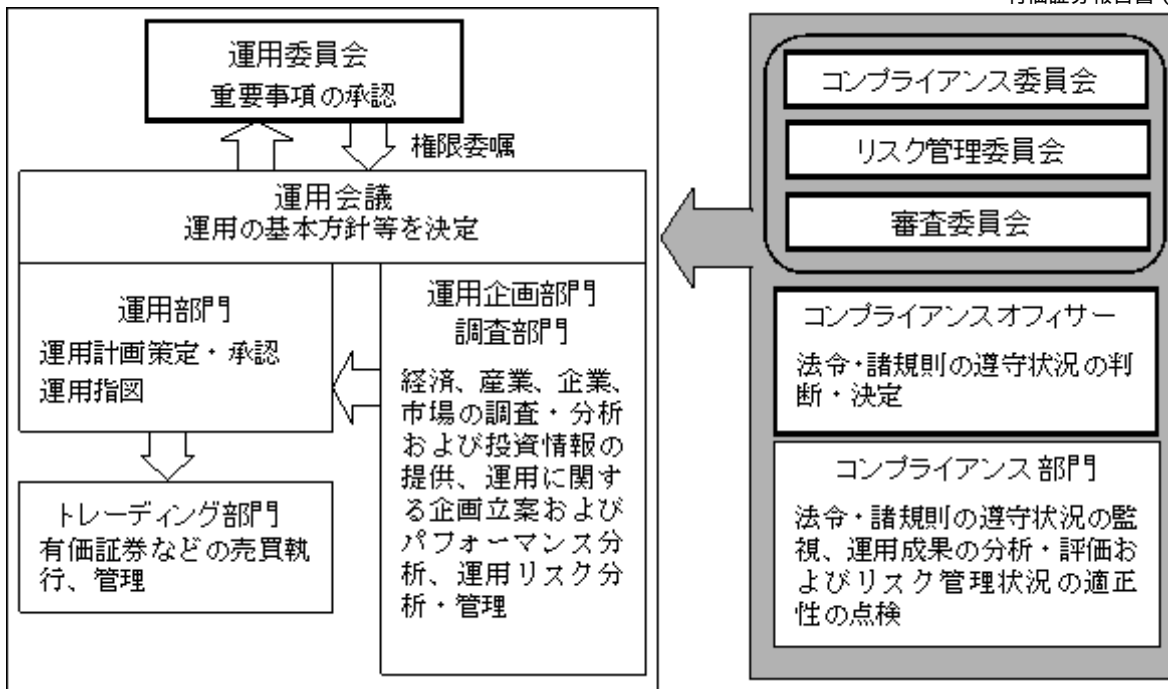 運用委員会
重要事項の承認
権限委嘱
運用会議
運用の基本方針等を決定
運用部門
運用計画策定・承認
運用指図
運用企画部門
調査部門
経済、産業、企業、
市場の調査・分析
および投資情報の
提供、運用に関す
る企画立案および
パフォーマンス分
析、運用リスク分
析・管理
トレーディング部門
有価証券などの売買執
行、管理
コンプライアンス委員会
リスク管理委員会
審査委員会
コンプライアンスオフィサー
法令・諸規則の遵守状況の判
断・決定
コンプライアンス部門
法令・諸規則の遵守状況の監
視、運用成果の分析・評価お
よびリスク管理状況の適正
性の点検